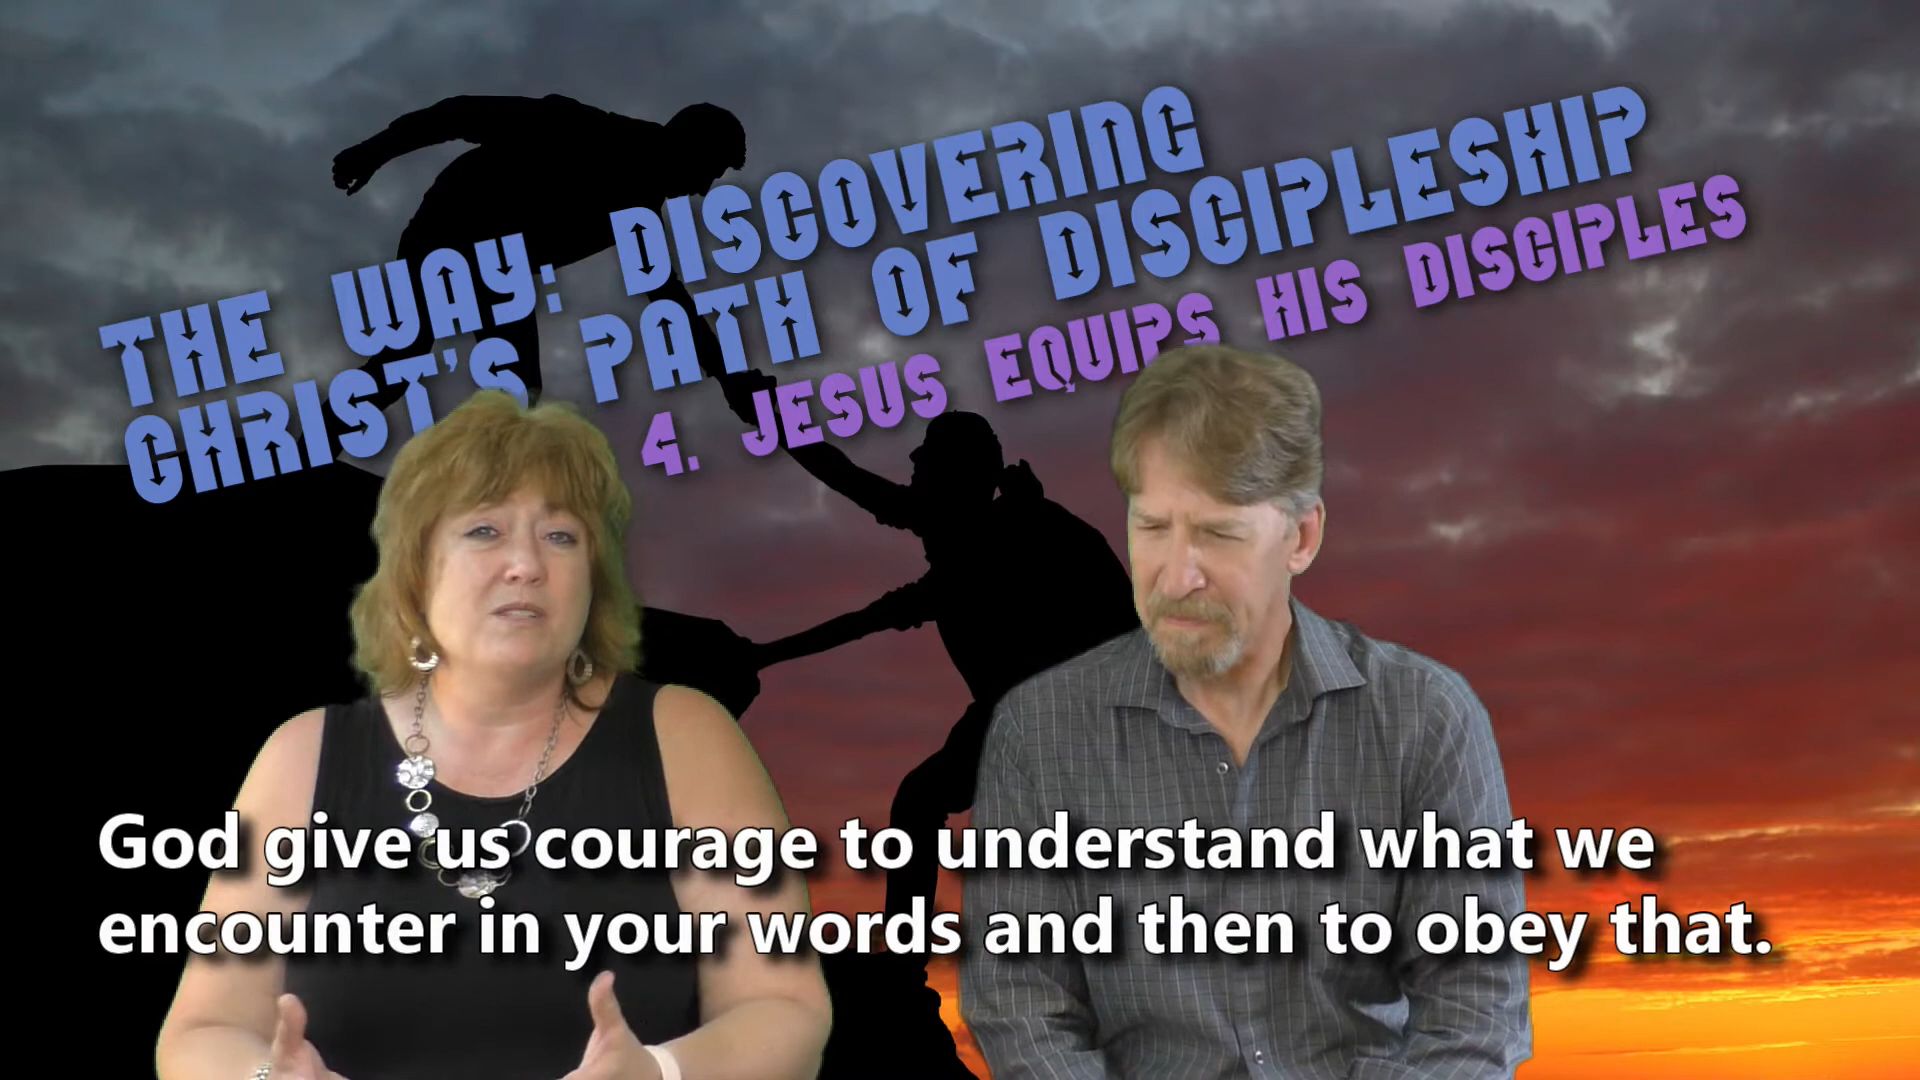 THE WAY: DISCOVERING
CHRIST'S PATH OF DISCIPLESHIP
4. JESUS EQUIPS HIS DISCIPLES
God give us courage to understand what we
encounter in your words and then to obey that.